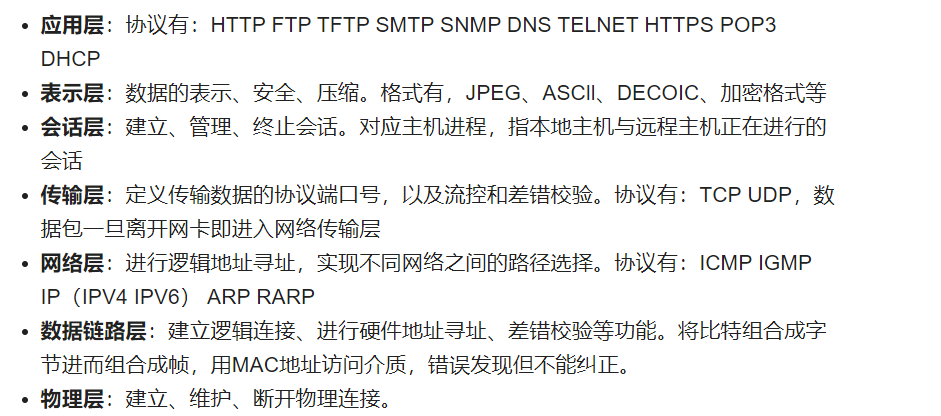 应用层：协议有：HTTP FTP TFTP SMTP SNMP DNS TELNET HTTPS POP3
DHCP
表示层：数据的表示、安全、压缩。格式有，JPEG、ASCll、DECOIC、加密格式等
会话层：建立、管理、终止会话。对应主机进程，指本地主机与远程主机正在进行的
会话
传输层：定义传输数据的协议端口号，以及流控和差错校验。协议有：TCP UDP，数
据包一旦离开网卡即进入网络传输层
网络层：进行逻辑地址寻址，实现不同网络之间的路径选择。协议有：ICMP IGMP
IP（IPV4 IPV6） ARP RARP
数据链路层：建立逻辑连接、进行硬件地址寻址、差错校验等功能。将比特组合成字
节进而组合成帧，用MAC地址访问介质，错误发现但不能纠正。
物理层：建立、维护、断开物理连接。